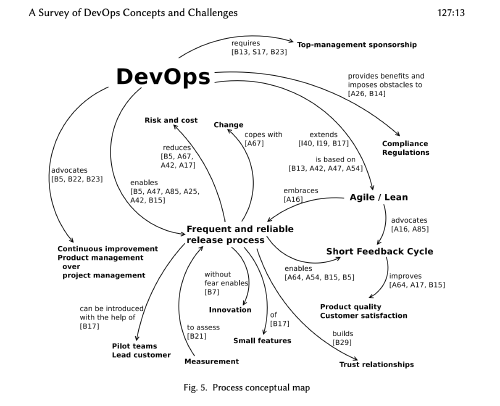 A Survey of DevOps Concepts and Challenges
127:13
requires
[B13, S17, B23]
Top-management sponsorship
DevOps
provides benefits and
imposes obstacles to
[A26, B14]
Risk and cost
Change
copes with
[A67]
extends
[I40, I19, B17]
Compliance
Regulations
reduces
[B5, A67,
A42, A17]
is based on
[B13, A42, A47, A54]
advocates
[B5, B22, B23]
enables
[B5, A47, A85, A25,
A42, B15]
embraces
[A16]
Agile / Lean
advocates
[A16, A85]
Frequent and reliable
release process
Continuous improvement
Product management
over
project management
Short Feedback Cycle
enables
[A64, A54, B15, B5]
improves
[A64, A17, B15]
without
fear enables
[B7]
can be introduced
with the help of
[B17]
Innovation
of
[B17]
Product quality
Customer satisfaction
to assess
[B21]
Small features
builds
[B29]
Pilot teams
Lead customer
Measurement
Trust relationships
Fig. 5. Process conceptual map